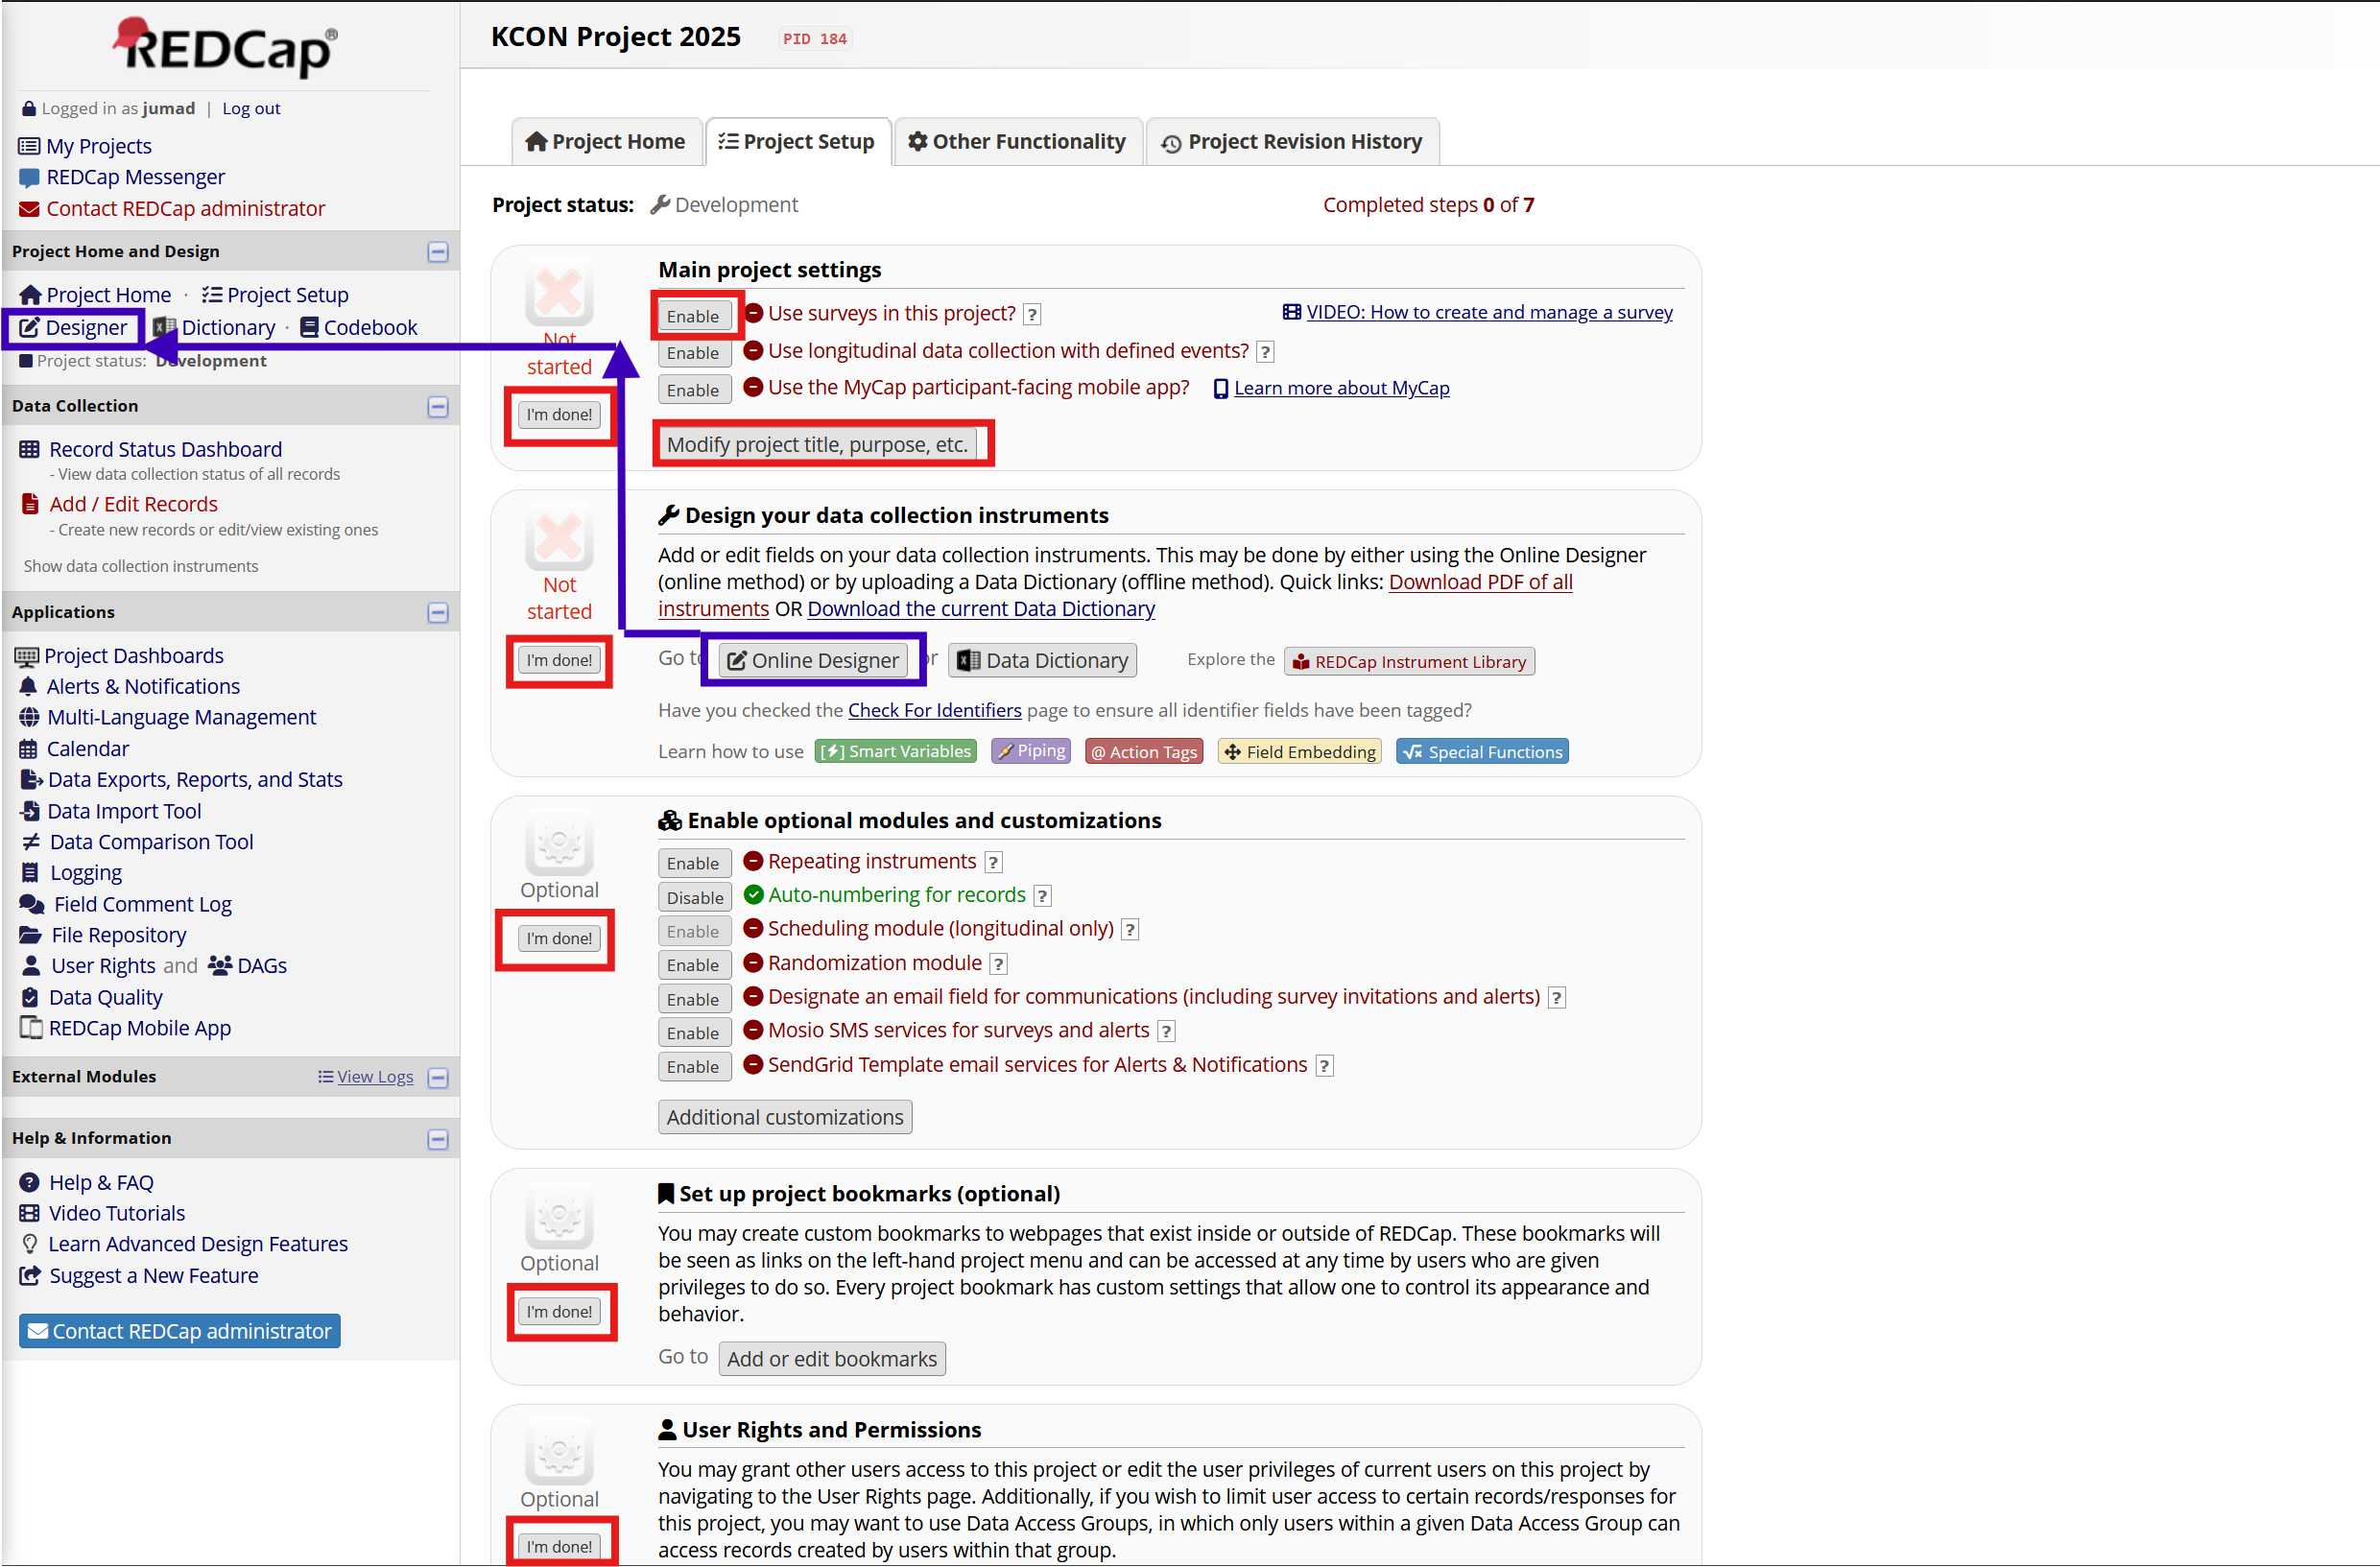 REDCap®
Logged in as jumad | Log out
My Projects
REDCap Messenger
Contact REDCap administrator
Project Home and Design
Project Home · Project Setup
Designer Dictionary · Codebook
Project status: Development
Data Collection
Record Status Dashboard
- View data collection status of all records
Add / Edit Records
- Create new records or edit/view existing ones
Show data collection instruments
Applications
Project Dashboards
Alerts & Notifications
Multi-Language Management
Calendar
Data Exports, Reports, and Stats
Data Import Tool
Data Comparison Tool
Logging
Field Comment Log
File Repository
User Rights and DAGs
Data Quality
REDCap Mobile App
External Modules View Logs
Help & Information
Help & FAQ
Video Tutorials
Learn Advanced Design Features
Suggest a New Feature
Contact REDCap administrator
KCON Project 2025 PID 184
Project Home Project Setup Other Functionality Project Revision History
Project status: Development Completed steps 0 of 7
Not
started
I'm done!
Main project settings
Enable Use surveys in this project? ? VIDEO: How to create and manage a survey
Enable Use longitudinal data collection with defined events? ?
Enable Use the MyCap participant-facing mobile app? Learn more about MyCap
Modify project title, purpose, etc.
Not
started
I'm done!
Design your data collection instruments
Add or edit fields on your data collection instruments. This may be done by either using the Online Designer
(online method) or by uploading a Data Dictionary (offline method). Quick links: Download PDF of all
instruments OR Download the current Data Dictionary
Go to Online Designer or Data Dictionary Explore the REDCap Instrument Library
Have you checked the Check For Identifiers page to ensure all identifier fields have been tagged?
Learn how to use [⚡] Smart Variables Piping @ Action Tags Field Embedding √x Special Functions
Optional
I'm done!
Enable optional modules and customizations
Enable Repeating instruments ?
Disable Auto-numbering for records ?
Enable Scheduling module (longitudinal only) ?
Enable Randomization module ?
Enable Designate an email field for communications (including survey invitations and alerts) ?
Enable Mosio SMS services for surveys and alerts ?
Enable SendGrid Template email services for Alerts & Notifications ?
Additional customizations
Optional
I'm done!
Set up project bookmarks (optional)
You may create custom bookmarks to webpages that exist inside or outside of REDCap. These bookmarks will
be seen as links on the left-hand project menu and can be accessed at any time by users who are given
privileges to do so. Every project bookmark has custom settings that allow one to control its appearance and
behavior.
Go to Add or edit bookmarks
Optional
I'm done!
User Rights and Permissions
You may grant other users access to this project or edit the user privileges of current users on this project by
navigating to the User Rights page. Additionally, if you wish to limit user access to certain records/responses for
this project, you may want to use Data Access Groups, in which only users within a given Data Access Group can
access records created by users within that group.